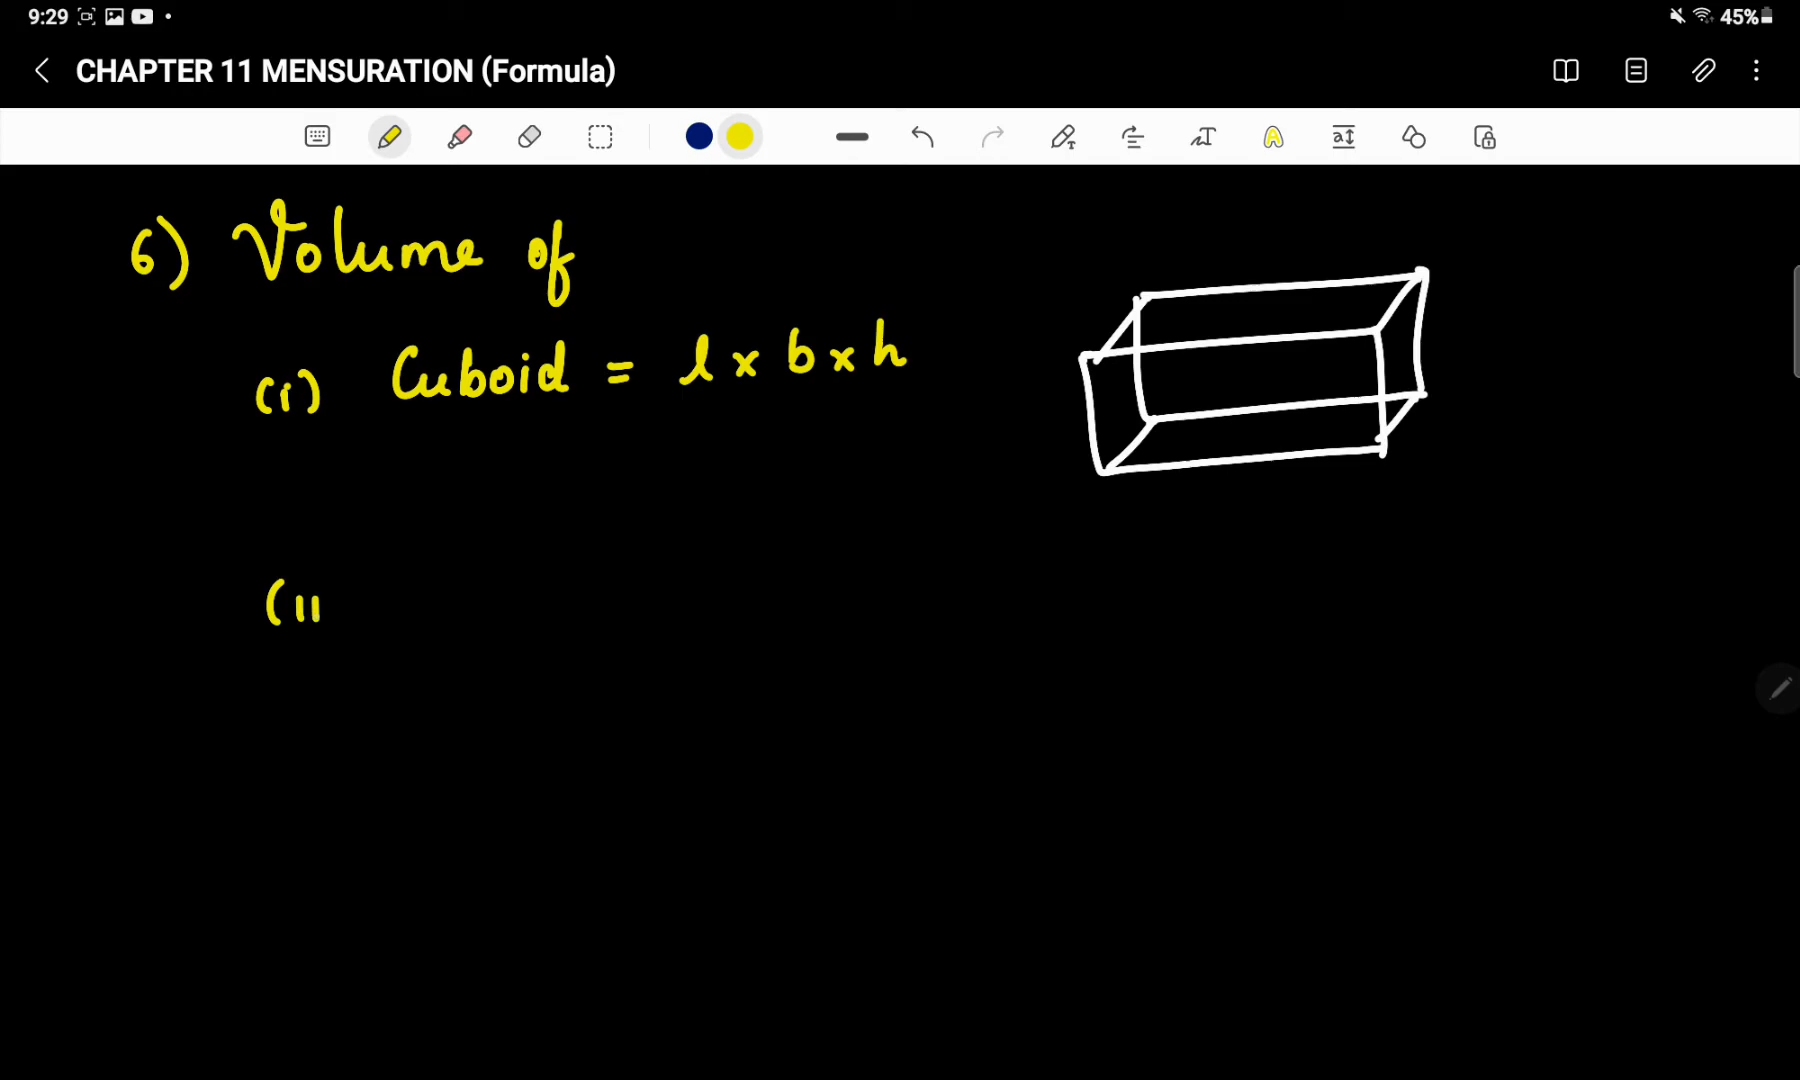 9:29 45%
CHAPTER 11 MENSURATION (Formula)
6) Volume of
(i) Cuboid = l x b x h
(ii